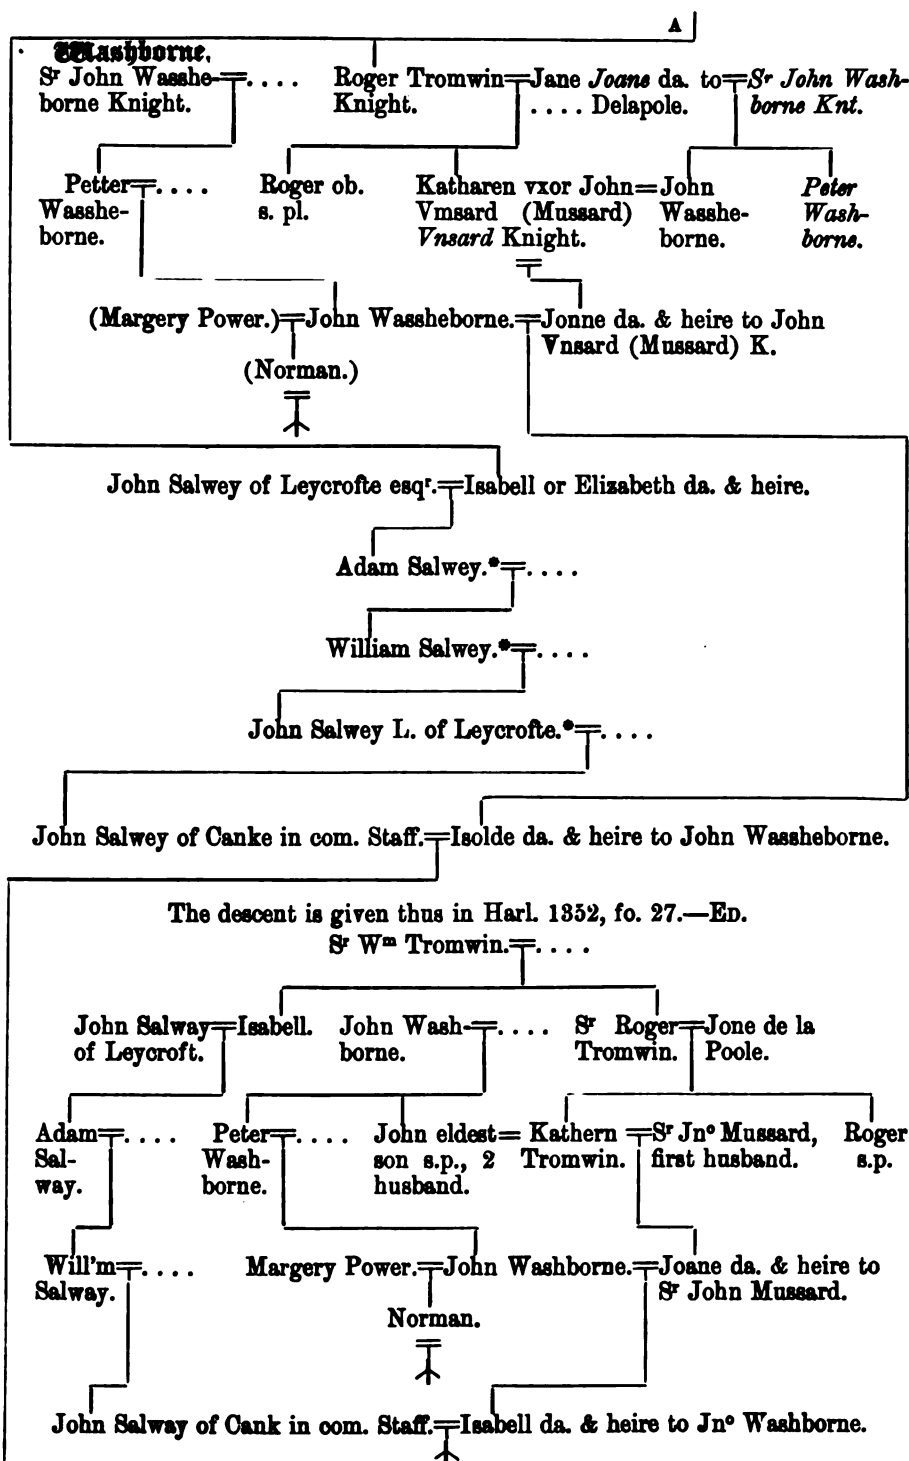 A
Washborne.
Sr John Wasshe- . . . . Roger Tromwin Jane Joane da. to Sr John Wash-
borne Knight. Knight. . . . . Delapole. borne Knt.
Petter . . . . Roger ob. Katharen vxor John = John Peter
Wasshe- s. pl. Vmsard (Mussard) Wasshe- Wash-
borne. Vnsard Knight. borne. borne.
(Margery Power.) John Wassheborne. Jonne da. & heire to John
Vnsard (Mussard) K.
(Norman.)
John Salwey of Leycrofte esqr. Isabell or Elizabeth da. & heire.
Adam Salwey.* . . . .
William Salwey.* . . . .
John Salwey L. of Leycrofte.* . . . .
John Salwey of Canke in com. Staff. Isolde da. & heire to John Wassheborne.
The descent is given thus in Harl. 1352, fo. 27.—ED.
Sr Wm Tromwin. . . . .
John Salway Isabell. John Wash- . . . . Sr Roger Jone de la
of Leycroft. borne. Tromwin. Poole.
Adam . . . . Peter . . . . John eldest = Kathern Sr Jno Mussard, Roger
Sal- Wash- son s.p., 2 Tromwin. first husband. s.p.
way. borne. husband.
Will'm . . . . Margery Power. John Washborne. Joane da. & heire to
Salway. Sr John Mussard.
Norman.
John Salway of Cank in com. Staff. Isabell da. & heire to Jno Washborne.